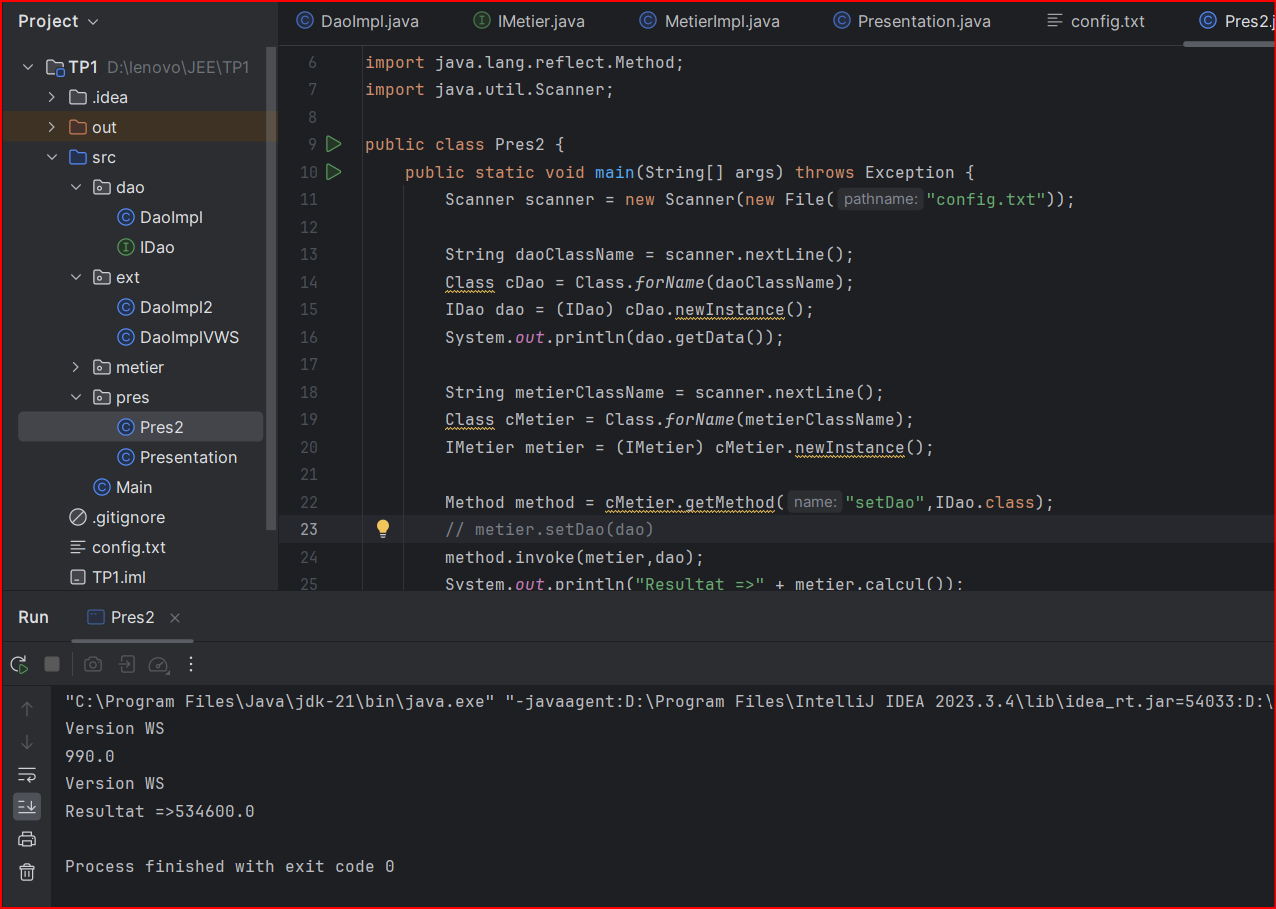 Project
DaoImpl.java
IMetier.java
MetierImpl.java
Presentation.java
config.txt
Pres2.j
TP1 D:\lenovo\JEE\TP1
.idea
out
src
dao
DaoImpl
IDao
ext
DaoImpl2
DaoImplVWS
metier
pres
Pres2
Presentation
Main
.gitignore
config.txt
TP1.iml
6 import java.lang.reflect.Method;
7 import java.util.Scanner;
8
9 public class Pres2 {
10 public static void main(String[] args) throws Exception {
11 Scanner scanner = new Scanner(new File( pathname: "config.txt"));
12
13 String daoClassName = scanner.nextLine();
14 Class cDao = Class.forName(daoClassName);
15 IDao dao = (IDao) cDao.newInstance();
16 System.out.println(dao.getData());
17
18 String metierClassName = scanner.nextLine();
19 Class cMetier = Class.forName(metierClassName);
20 IMetier metier = (IMetier) cMetier.newInstance();
21
22 Method method = cMetier.getMethod( name: "setDao",IDao.class);
23 // metier.setDao(dao)
24 method.invoke(metier,dao);
25 System.out.println("Resultat =>" + metier.calcul());
Run
Pres2
"C:\Program Files\Java\jdk-21\bin\java.exe" "-javaagent:D:\Program Files\IntelliJ IDEA 2023.3.4\lib\idea_rt.jar=54033:D:\
Version WS
990.0
Version WS
Resultat =>534600.0
Process finished with exit code 0